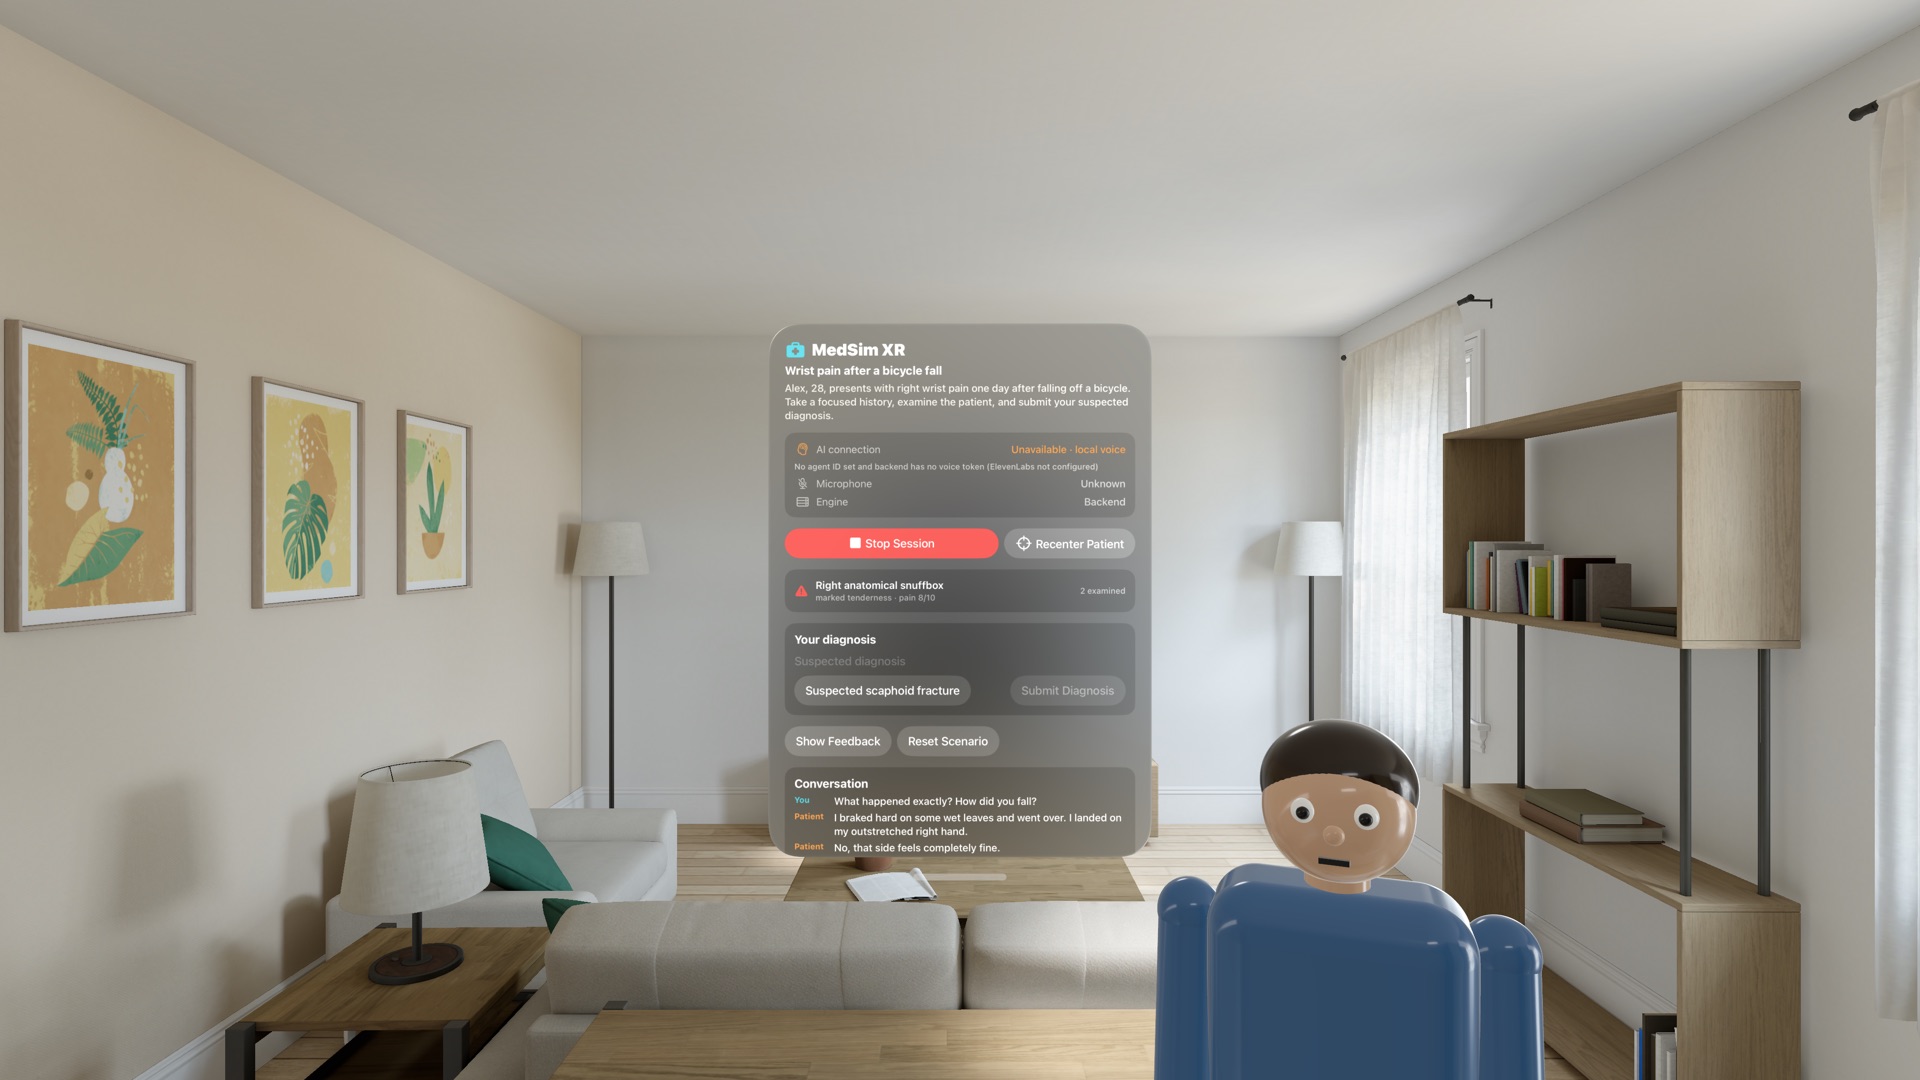 MedSim XR
Wrist pain after a bicycle fall
Alex, 28, presents with right wrist pain one day after falling off a bicycle.
Take a focused history, examine the patient, and submit your suspected
diagnosis.
AI connection
Unavailable · local voice
No agent ID set and backend has no voice token (ElevenLabs not configured)
Microphone
Unknown
Engine
Backend
Stop Session
Recenter Patient
Right anatomical snuffbox
marked tenderness · pain 8/10
2 examined
Your diagnosis
Suspected diagnosis
Suspected scaphoid fracture
Submit Diagnosis
Show Feedback
Reset Scenario
Conversation
You
What happened exactly? How did you fall?
Patient
I braked hard on some wet leaves and went over. I landed on
my outstretched right hand.
Patient
No, that side feels completely fine.